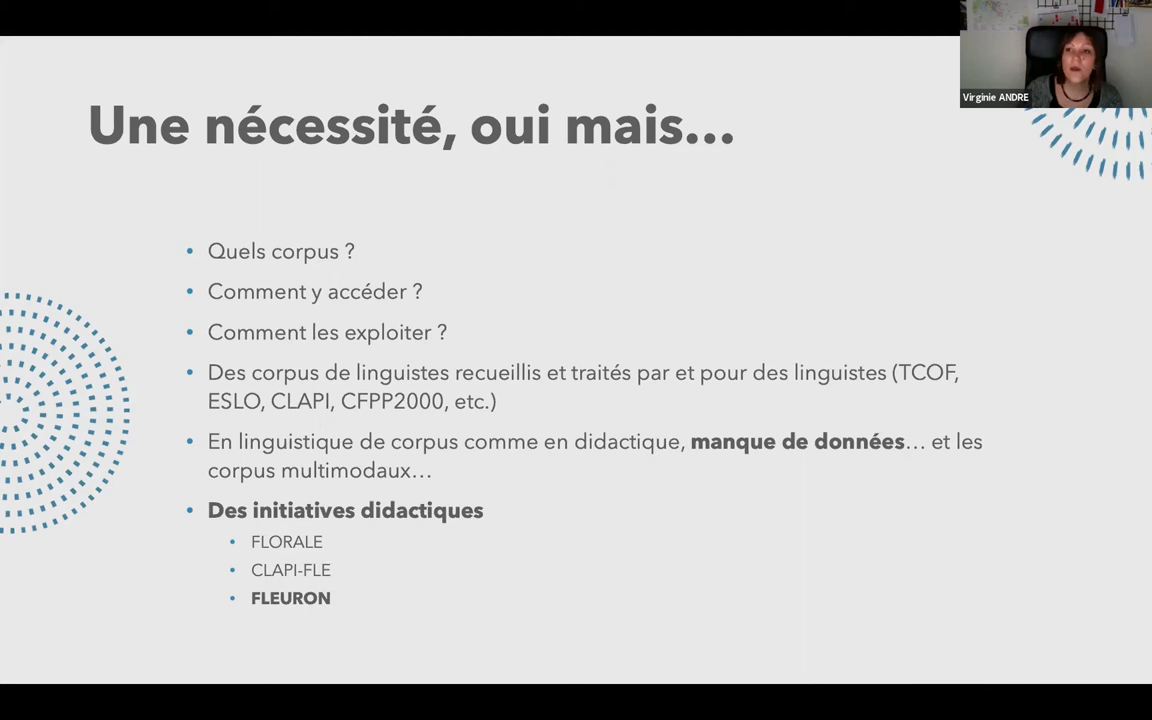 Virginie ANDRE
Une nécessité, oui mais...
• Quels corpus ?
• Comment y accéder ?
• Comment les exploiter ?
• Des corpus de linguistes recueillis et traités par et pour des linguistes (TCOF,
ESLO, CLAPI, CFPP2000, etc.)
• En linguistique de corpus comme en didactique, manque de données... et les
corpus multimodaux...
• Des initiatives didactiques
• FLORALE
• CLAPI-FLE
• FLEURON